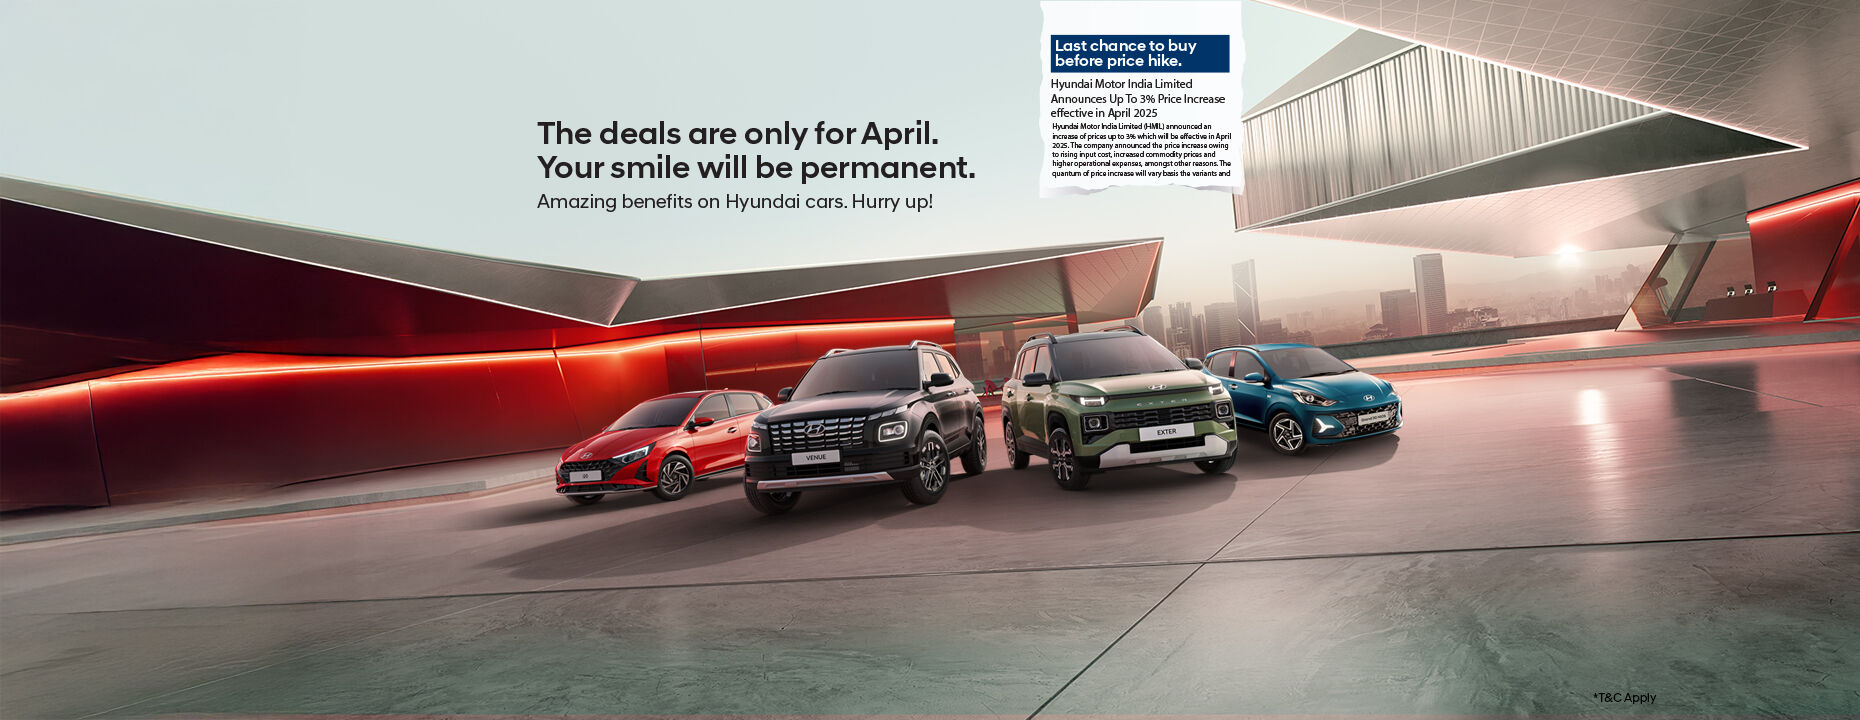 Last chance to buy
before price hike.
Hyundai Motor India Limited
Announces Up To 3% Price Increase
effective in April 2025
Hyundai Motor India Limited (HMIL) announced an
increase of prices up to 3% which will be effective in April
2025. The company announced the price increase owing
to rising input cost, increased commodity prices and
higher operational expenses, amongst other reasons. The
quantum of price increase will vary basis the variants and
The deals are only for April.
Your smile will be permanent.
Amazing benefits on Hyundai cars. Hurry up!
EXTER
EXTER
VENUE
i20
*T&C Apply